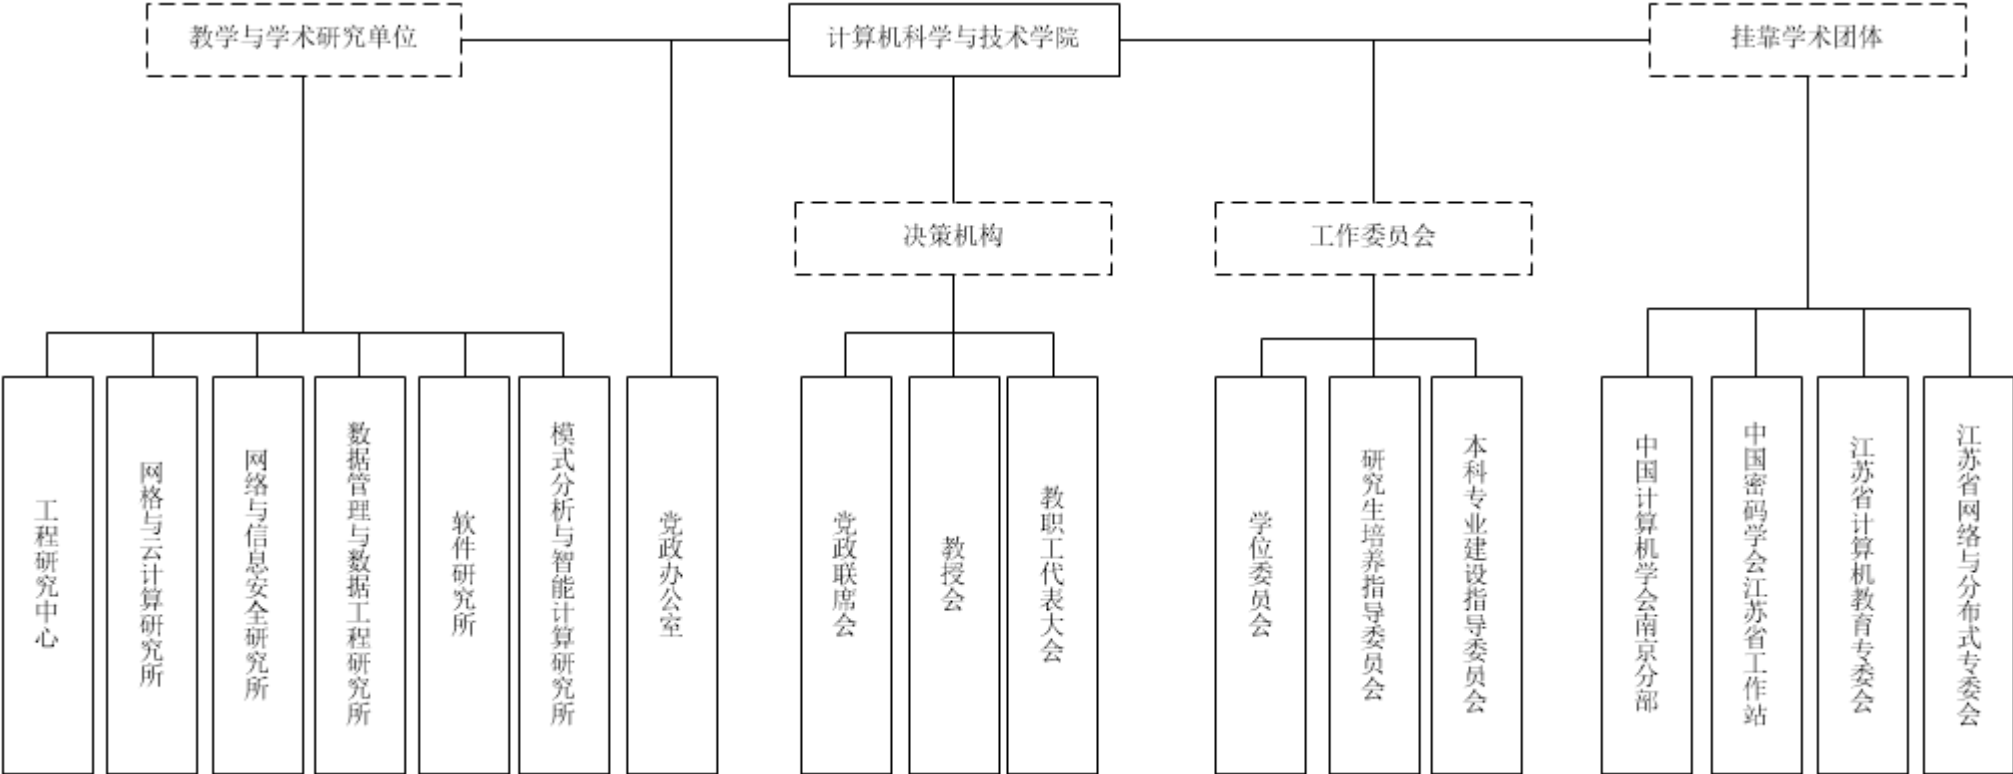 教学与学术研究单位
计算机科学与技术学院
挂靠学术团体
决策机构
工作委员会
工程研究中心
网格与云计算研究所
网络与信息安全研究所
数据管理与数据工程研究所
软件研究所
模式分析与智能计算研究所
党政办公室
党政联席会
教授会
教职工代表大会
学位委员会
研究生培养指导委员会
本科专业建设指导委员会
中国计算机学会南京分部
中国密码学会江苏省工作站
江苏省计算机教育专委会
江苏省网络与分布式专委会